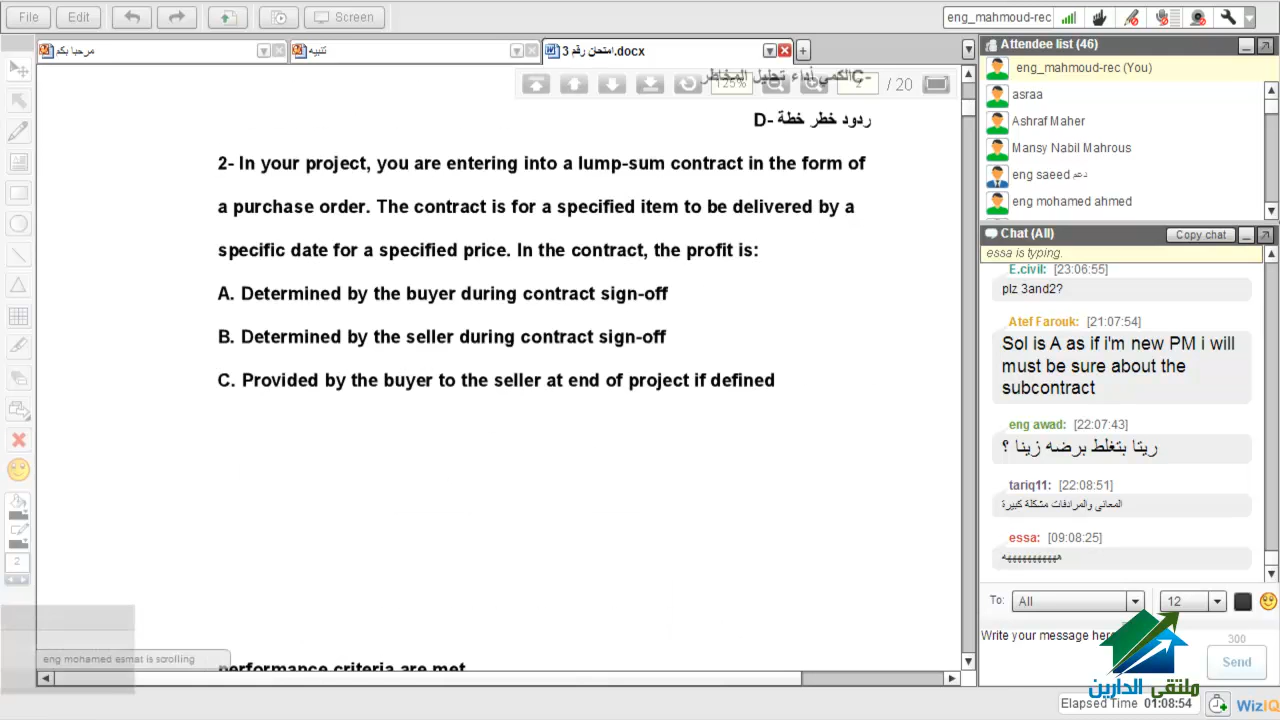 File
Edit
Screen
eng_mahmoud-rec
مرحبا بكم
تنبيه
امتحان رقم 3.docx
-Cالكمي أداء تحليل المخاطر
125%
2
/ 20
D- ردود خطر خطة
2- In your project, you are entering into a lump-sum contract in the form of
a purchase order. The contract is for a specified item to be delivered by a
specific date for a specified price. In the contract, the profit is:
A. Determined by the buyer during contract sign-off
B. Determined by the seller during contract sign-off
C. Provided by the buyer to the seller at end of project if defined
performance criteria are met
2
eng mohamed esmat is scrolling
Attendee list (46)
eng_mahmoud-rec (You)
asraa
Ashraf Maher
Mansy Nabil Mahrous
eng saeed دعم
eng mohamed ahmed
Chat (All)
Copy chat
essa is typing.
E.civil: [23:06:55]
plz 3and2?
Atef Farouk: [21:07:54]
Sol is A as if i'm new PM i will
must be sure about the
subcontract
eng awad: [22:07:43]
ريتا بتغلط برضه زينا ؟
tariq11: [22:08:51]
المعانى والمرادفات مشكلة كبيرة
essa: [09:08:25]
To:
All
12
Write your message here
300
Send
ملتقى الدارين
Elapsed Time 01:08:54
WizIQ